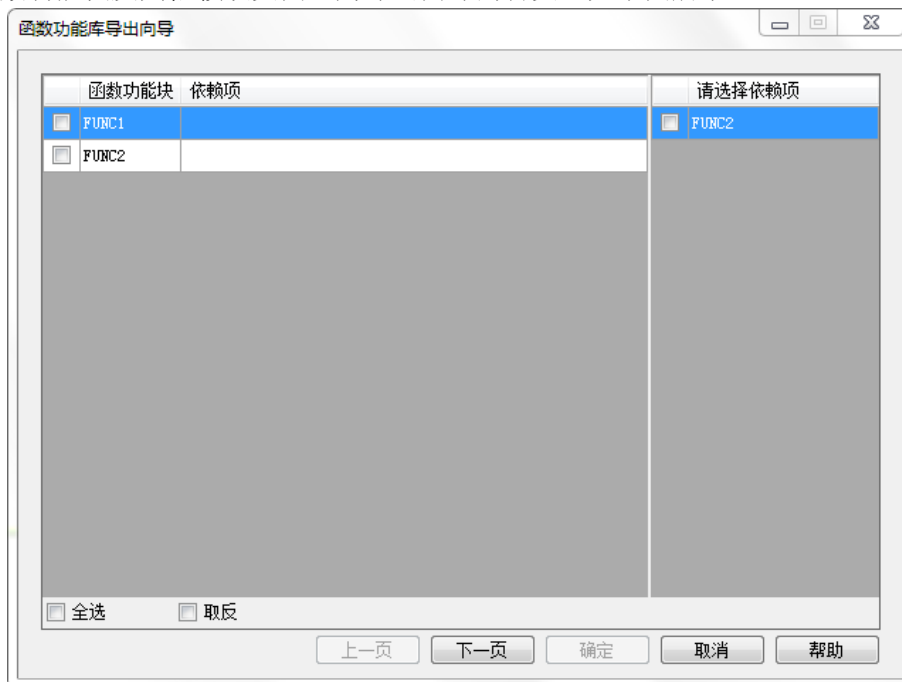 函数功能库导出向导
函数功能块 依赖项 请选择依赖项
FUNC1 FUNC2
FUNC2
全选 取反
上一页 下一页 确定 取消 帮助